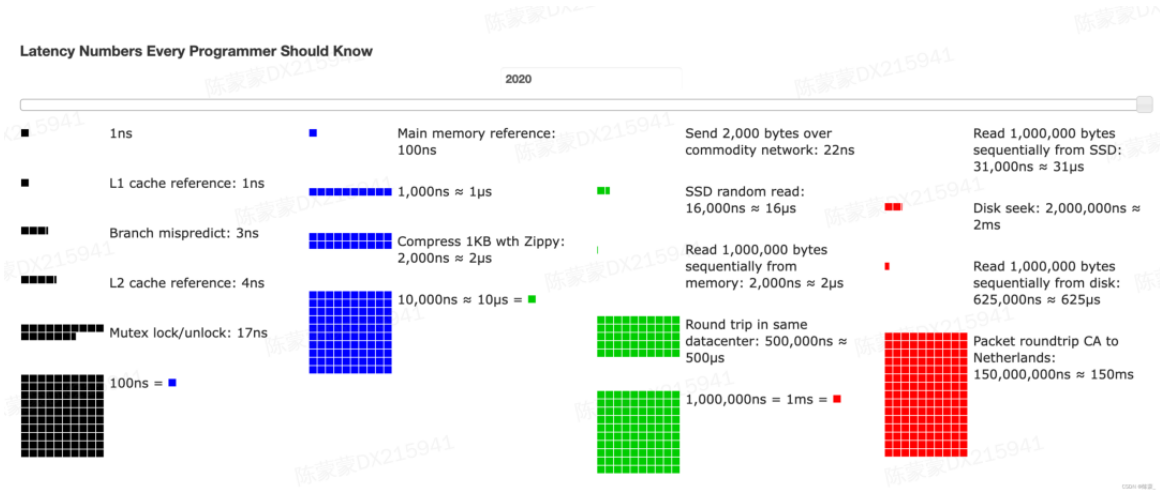 Latency Numbers Every Programmer Should Know
2020
1ns
L1 cache reference: 1ns
Branch mispredict: 3ns
L2 cache reference: 4ns
Mutex lock/unlock: 17ns
100ns =
Main memory reference:
100ns
1,000ns ≈ 1μs
Compress 1KB wth Zippy:
2,000ns ≈ 2μs
10,000ns ≈ 10μs =
Send 2,000 bytes over
commodity network: 22ns
SSD random read:
16,000ns ≈ 16μs
Read 1,000,000 bytes
sequentially from
memory: 2,000ns ≈ 2μs
Round trip in same
datacenter: 500,000ns ≈
500μs
1,000,000ns = 1ms =
Read 1,000,000 bytes
sequentially from SSD:
31,000ns ≈ 31μs
Disk seek: 2,000,000ns ≈
2ms
Read 1,000,000 bytes
sequentially from disk:
625,000ns ≈ 625μs
Packet roundtrip CA to
Netherlands:
150,000,000ns ≈ 150ms
陈蒙蒙DX215941